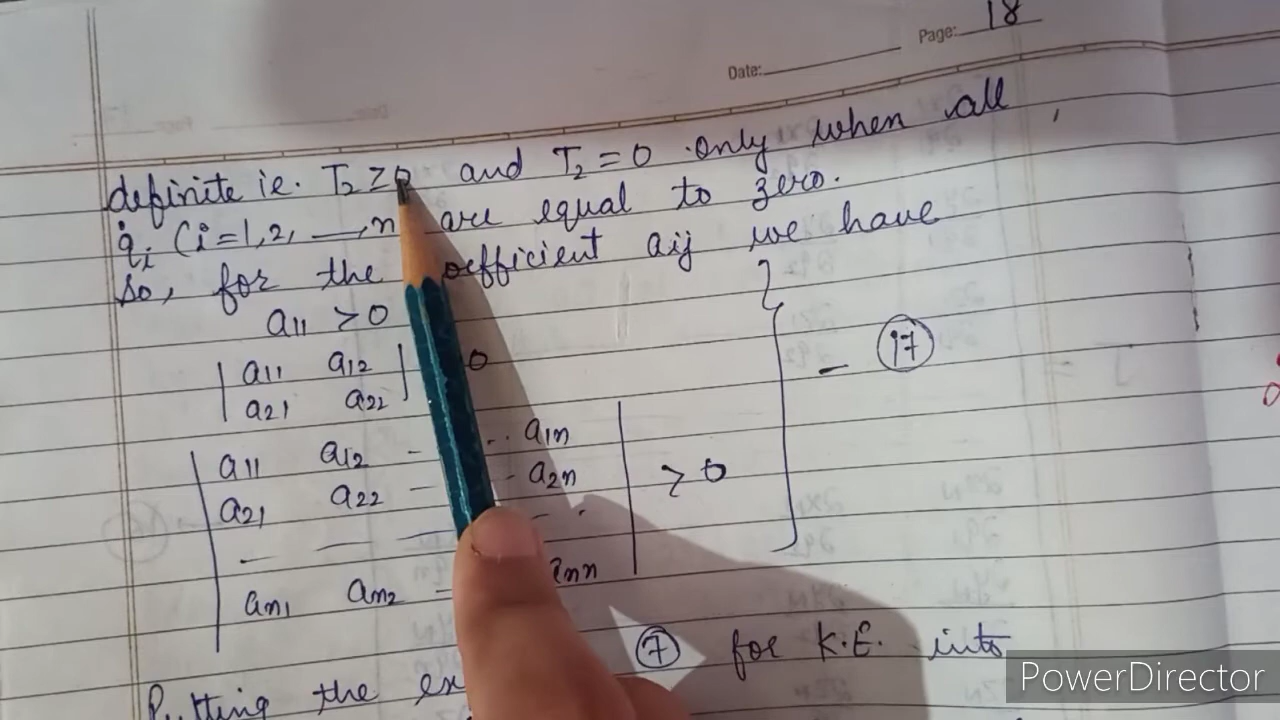 Page: 18
Date:
definite ie. T₂ ≥ 0 and T₂ = 0 only when all
q̇ᵢ (i=1,2, —,n are equal to zero.
So, for the coefficient aij we have
a11 > 0
| a11 a12 | 0
| a21 a22 |
| a11 a12 - .. a1n |
| a21 a22 - - a2n | > 0
- — — - .
| an1 an2 - ann |
} - (17)
Putting the (7) for K.E. into
PowerDirector